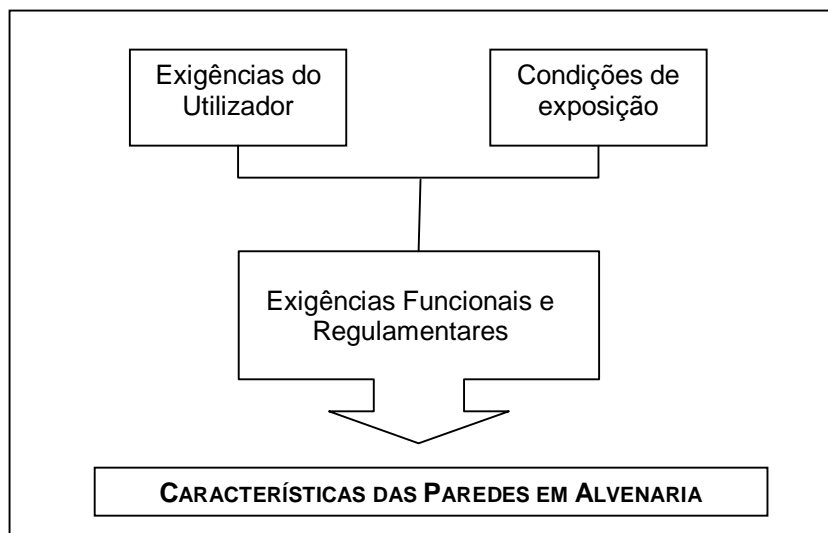 Exigências do
Utilizador
Condições de
exposição
Exigências Funcionais e
Regulamentares
CARACTERÍSTICAS DAS PAREDES EM ALVENARIA